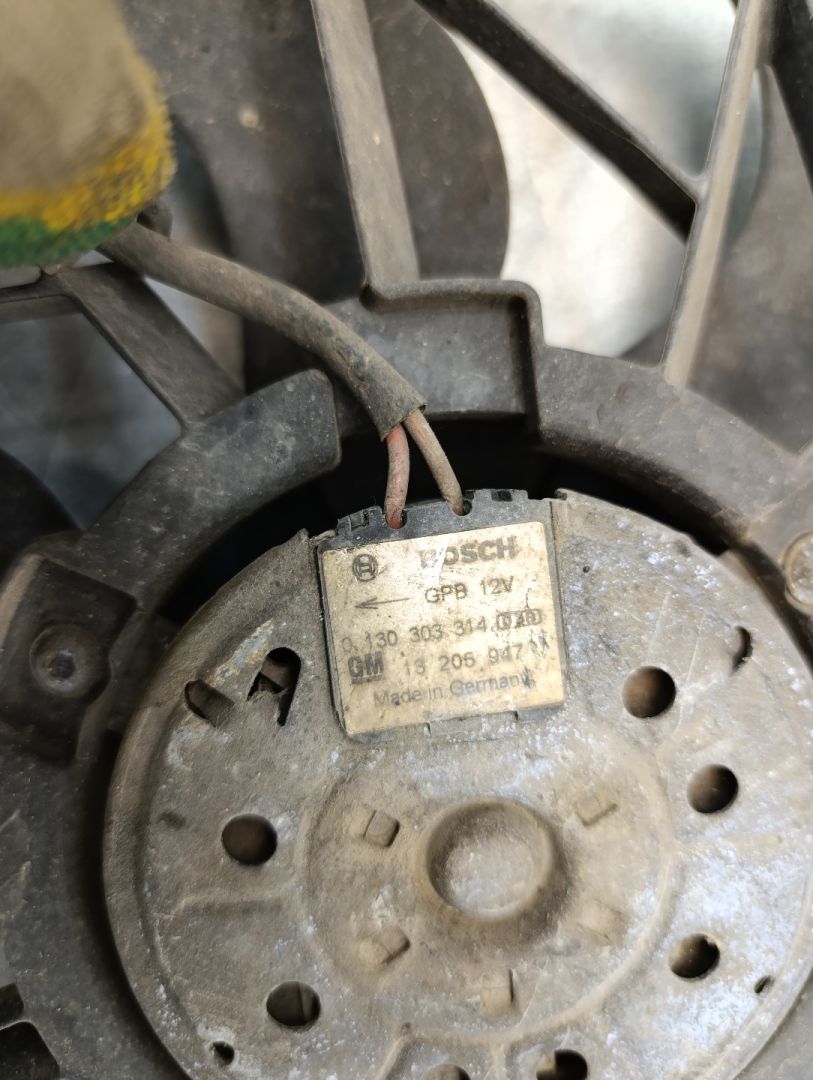 BOSCH
GPB 12V
0 130 303 314
GM 13 205 947
Made in Germany